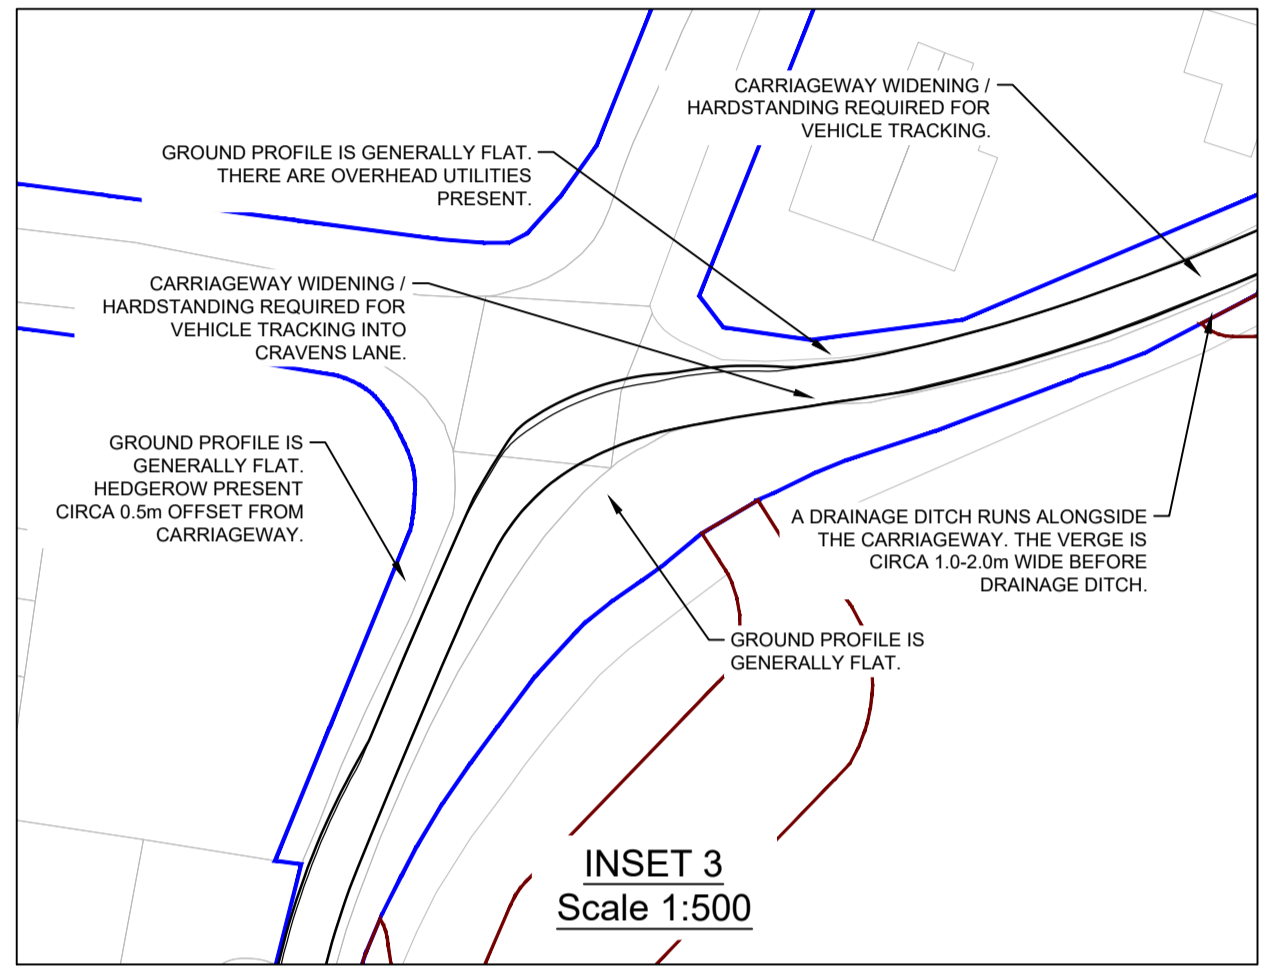 CARRIAGEWAY WIDENING /
HARDSTANDING REQUIRED FOR
VEHICLE TRACKING.
GROUND PROFILE IS GENERALLY FLAT.
THERE ARE OVERHEAD UTILITIES
PRESENT.
CARRIAGEWAY WIDENING /
HARDSTANDING REQUIRED FOR
VEHICLE TRACKING INTO
CRAVENS LANE.
GROUND PROFILE IS
GENERALLY FLAT.
HEDGEROW PRESENT
CIRCA 0.5m OFFSET FROM
CARRIAGEWAY.
A DRAINAGE DITCH RUNS ALONGSIDE
THE CARRIAGEWAY. THE VERGE IS
CIRCA 1.0-2.0m WIDE BEFORE
DRAINAGE DITCH.
GROUND PROFILE IS
GENERALLY FLAT.
INSET 3
Scale 1:500